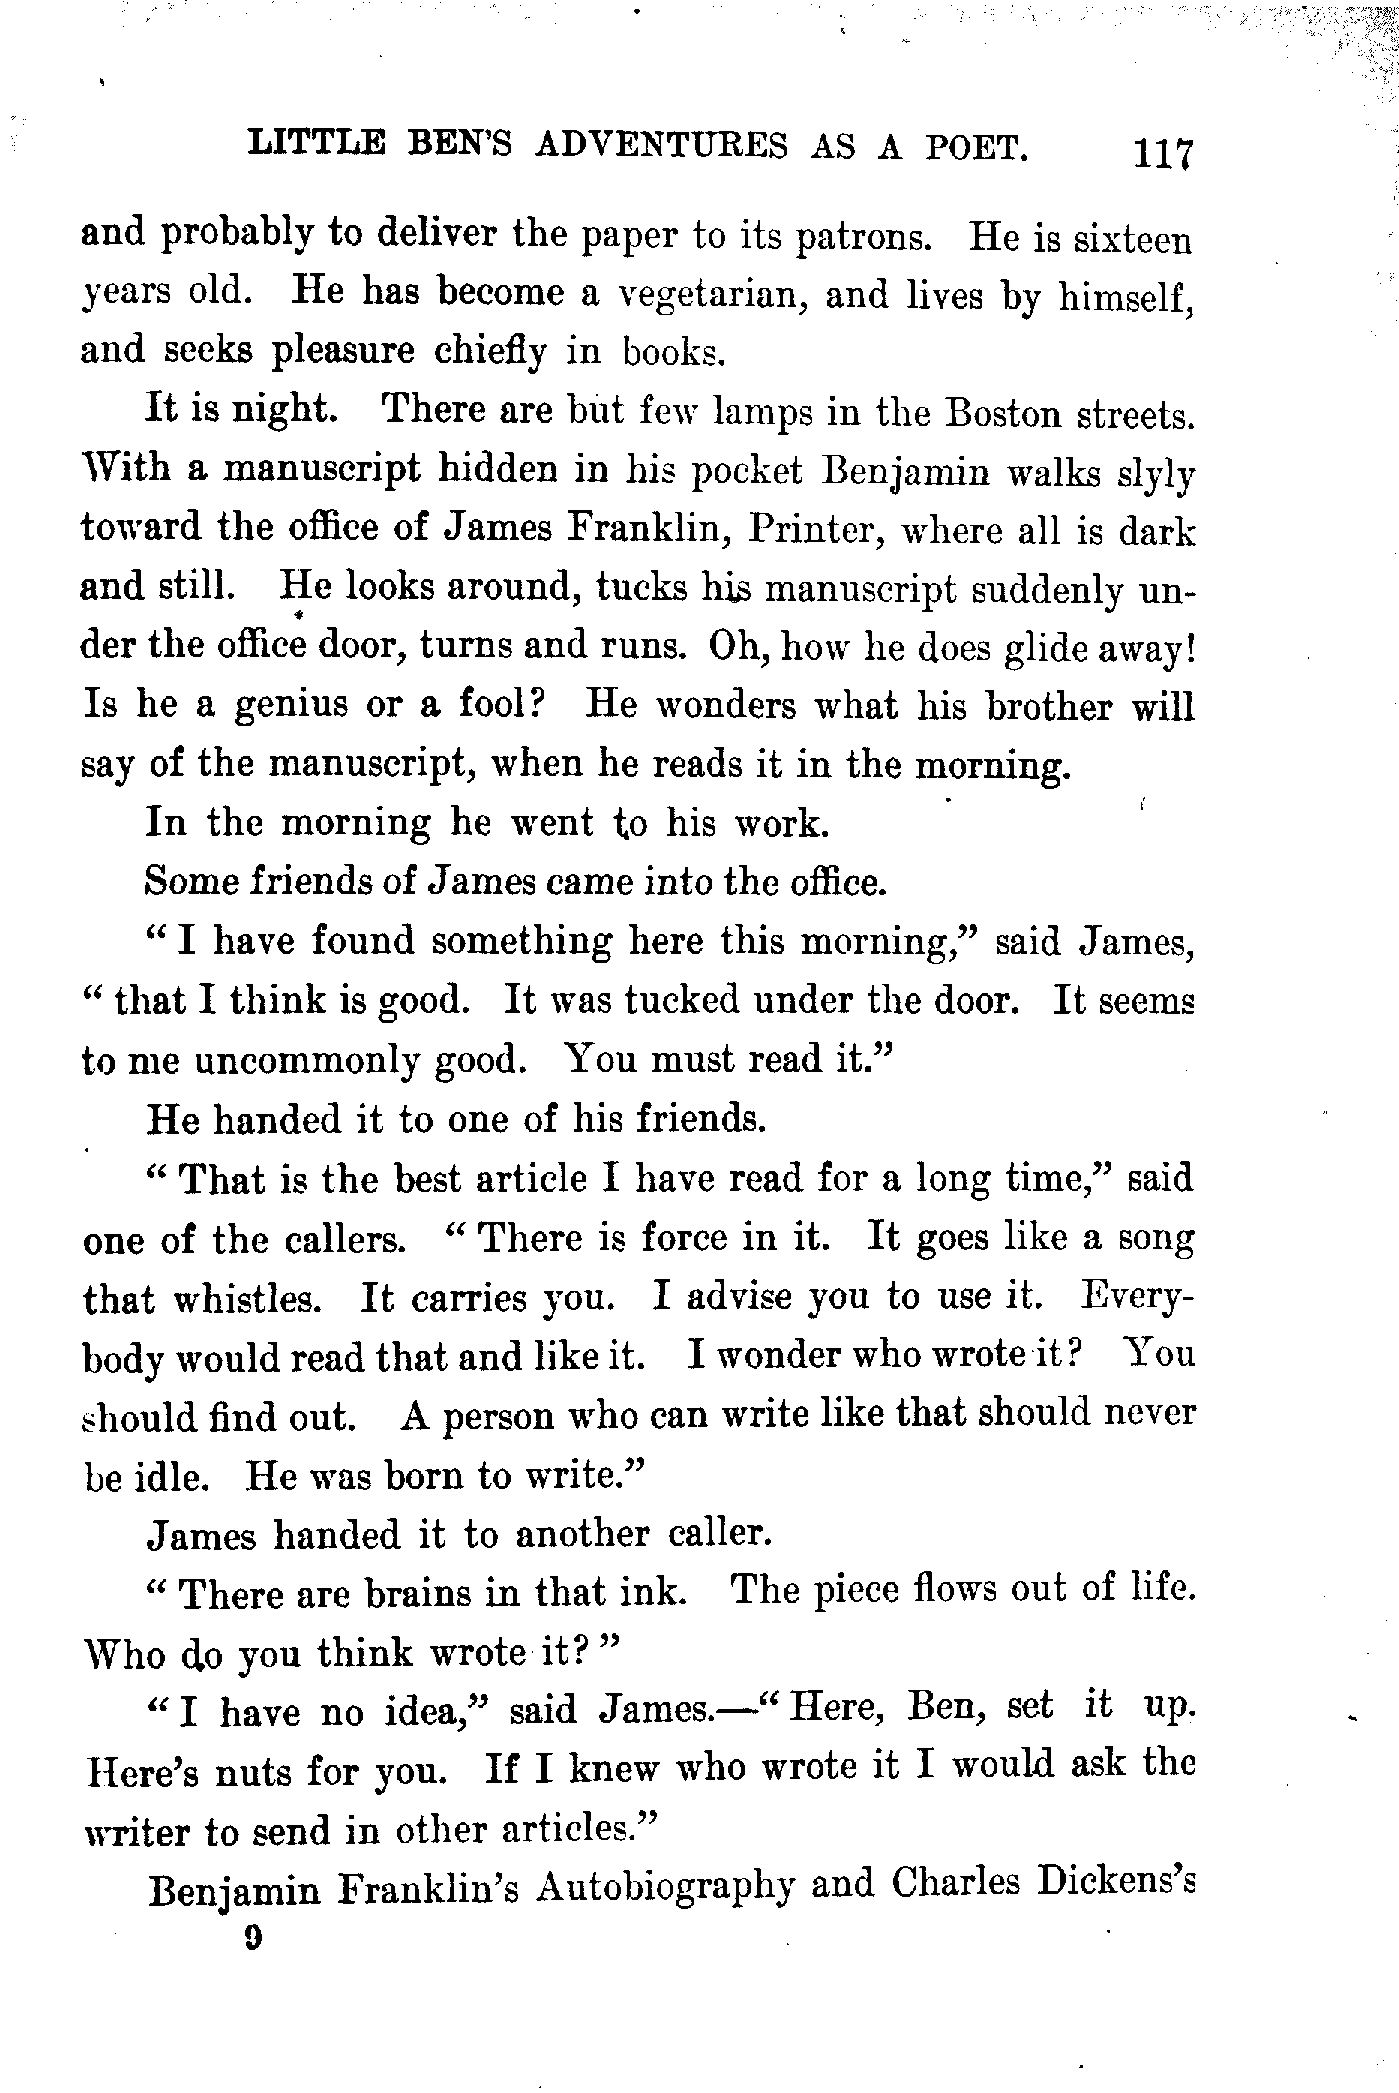 LITTLE BEN'S ADVENTURES AS A POET. 117
and probably to deliver the paper to its patrons. He is sixteen
years old. He has become a vegetarian, and lives by himself,
and seeks pleasure chiefly in books.
It is night. There are but few lamps in the Boston streets.
With a manuscript hidden in his pocket Benjamin walks slyly
toward the office of James Franklin, Printer, where all is dark
and still. He looks around, tucks his manuscript suddenly un-
der the office door, turns and runs. Oh, how he does glide away!
Is he a genius or a fool? He wonders what his brother will
say of the manuscript, when he reads it in the morning.
In the morning he went to his work.
Some friends of James came into the office.
" I have found something here this morning," said James,
" that I think is good. It was tucked under the door. It seems
to me uncommonly good. You must read it."
He handed it to one of his friends.
" That is the best article I have read for a long time," said
one of the callers. " There is force in it. It goes like a song
that whistles. It carries you. I advise you to use it. Every-
body would read that and like it. I wonder who wrote it? You
should find out. A person who can write like that should never
be idle. He was born to write."
James handed it to another caller.
" There are brains in that ink. The piece flows out of life.
Who do you think wrote it? "
" I have no idea," said James.—" Here, Ben, set it up.
Here's nuts for you. If I knew who wrote it I would ask the
writer to send in other articles."
Benjamin Franklin's Autobiography and Charles Dickens's
9